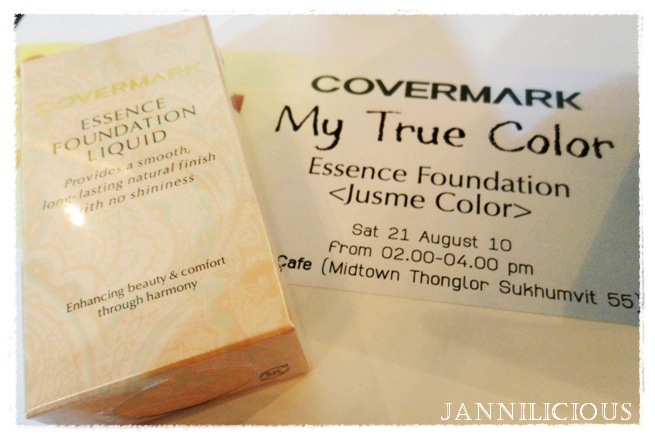 COVERMARK
ESSENCE
FOUNDATION
LIQUID
Provides a smooth,
long-lasting natural finish
with no shininess
Enhancing beauty & comfort
through harmony
COVERMARK
My True Color
Essence Foundation
<Jusme Color>
Sat 21 August 10
From 02.00-04.00 pm
Cafe (Midtown Thonglor Sukhumvit 55)
JANNILICIOUS